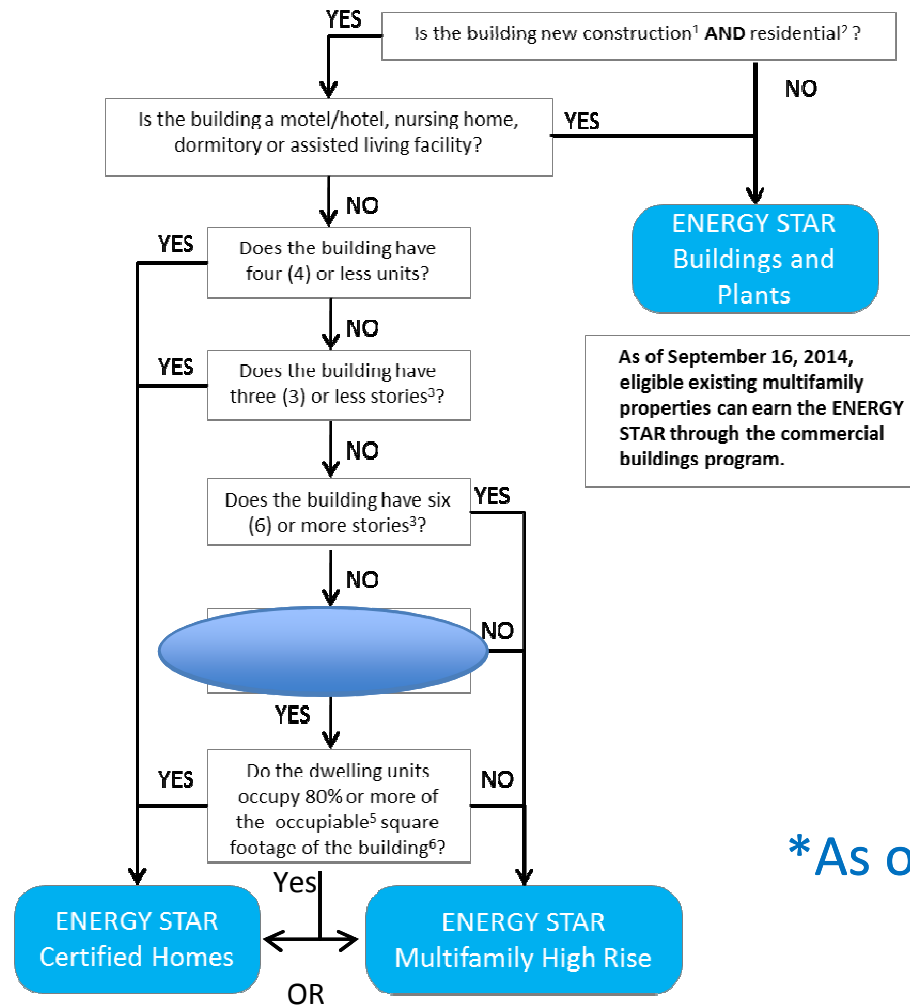 YES
Is the building new construction¹ AND residential² ?
NO
Is the building a motel/hotel, nursing home,
dormitory or assisted living facility?
YES
NO
ENERGY STAR
Buildings and
Plants
YES
Does the building have
four (4) or less units?
NO
As of September 16, 2014,
eligible existing multifamily
properties can earn the ENERGY
STAR through the commercial
buildings program.
YES
Does the building have
three (3) or less stories³?
NO
Does the building have six
(6) or more stories³?
YES
NO
NO
YES
YES
Do the dwelling units
occupy 80% or more of
the occupiable⁵ square
footage of the building⁶?
NO
*As o
Yes
ENERGY STAR
Certified Homes
ENERGY STAR
Multifamily High Rise
OR